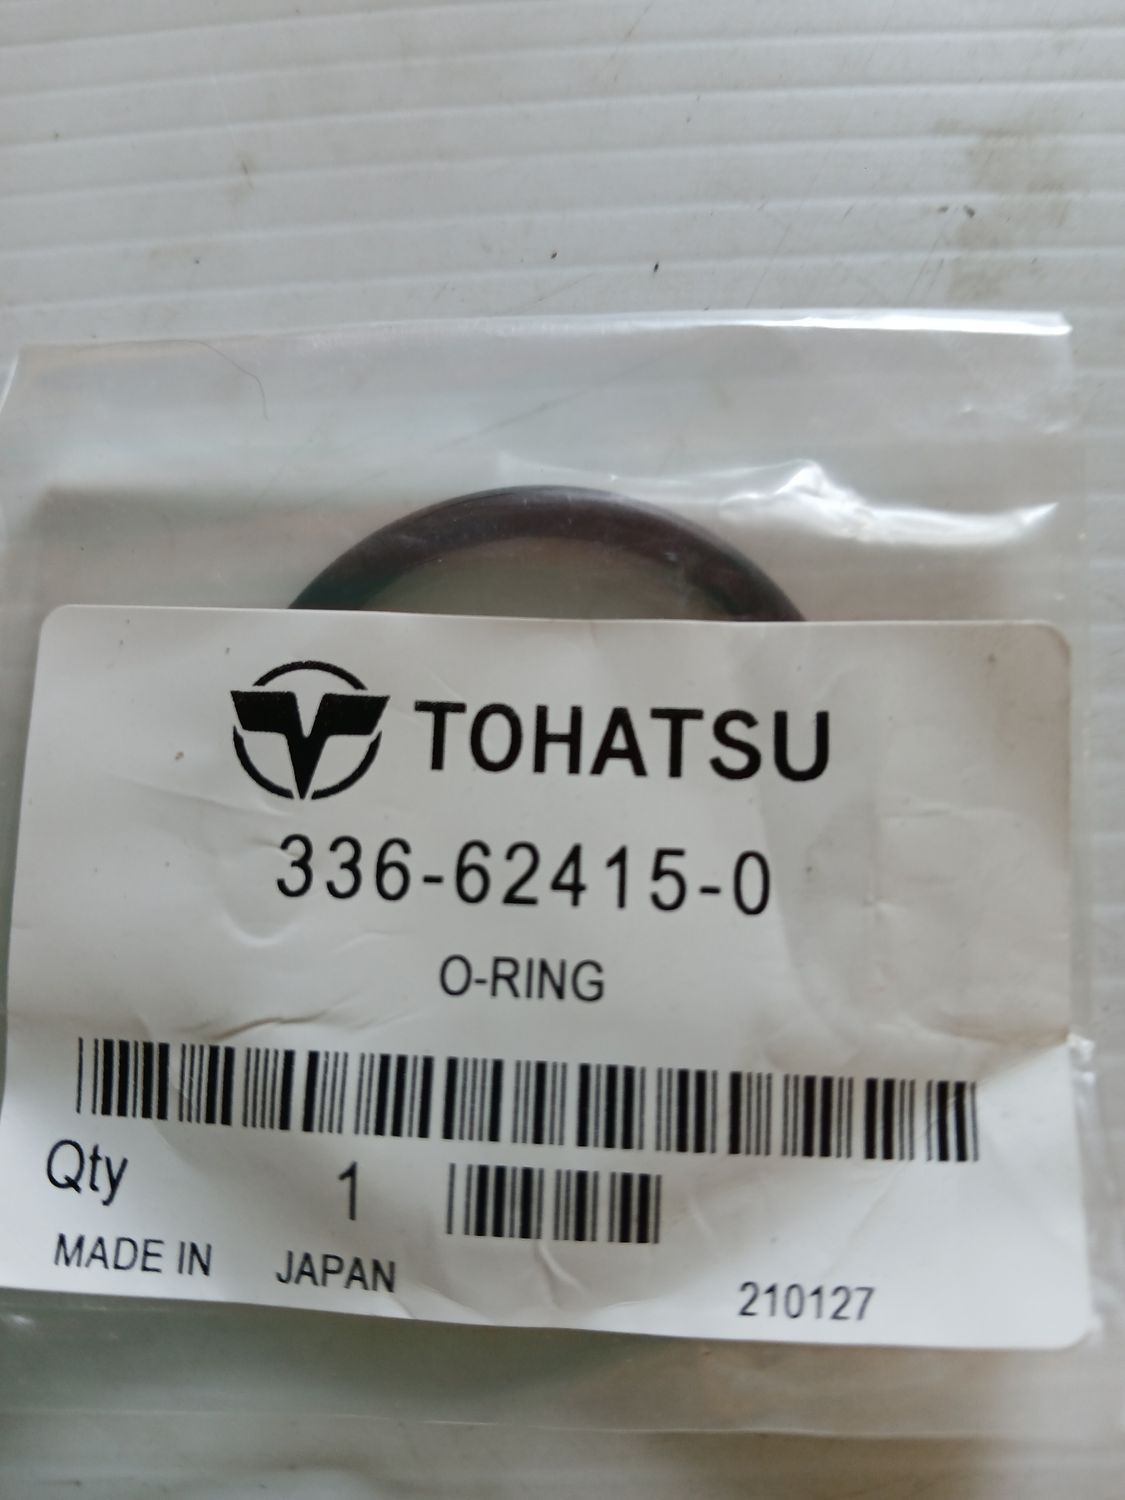 TOHATSU
336-62415-0
O-RING
Qty 1
MADE IN JAPAN 210127